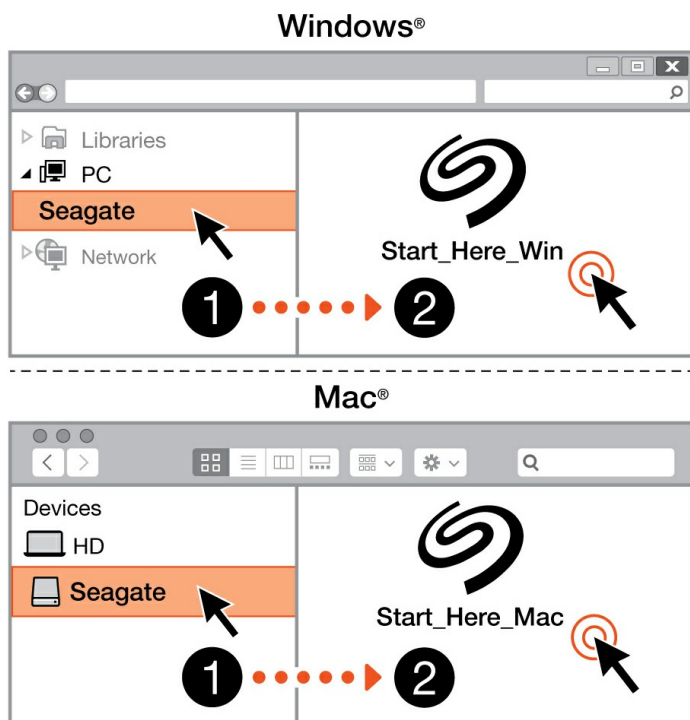 Windows®
Libraries
PC
Seagate
Network
Start_Here_Win
1
2
Mac®
Devices
HD
Seagate
Start_Here_Mac
1
2